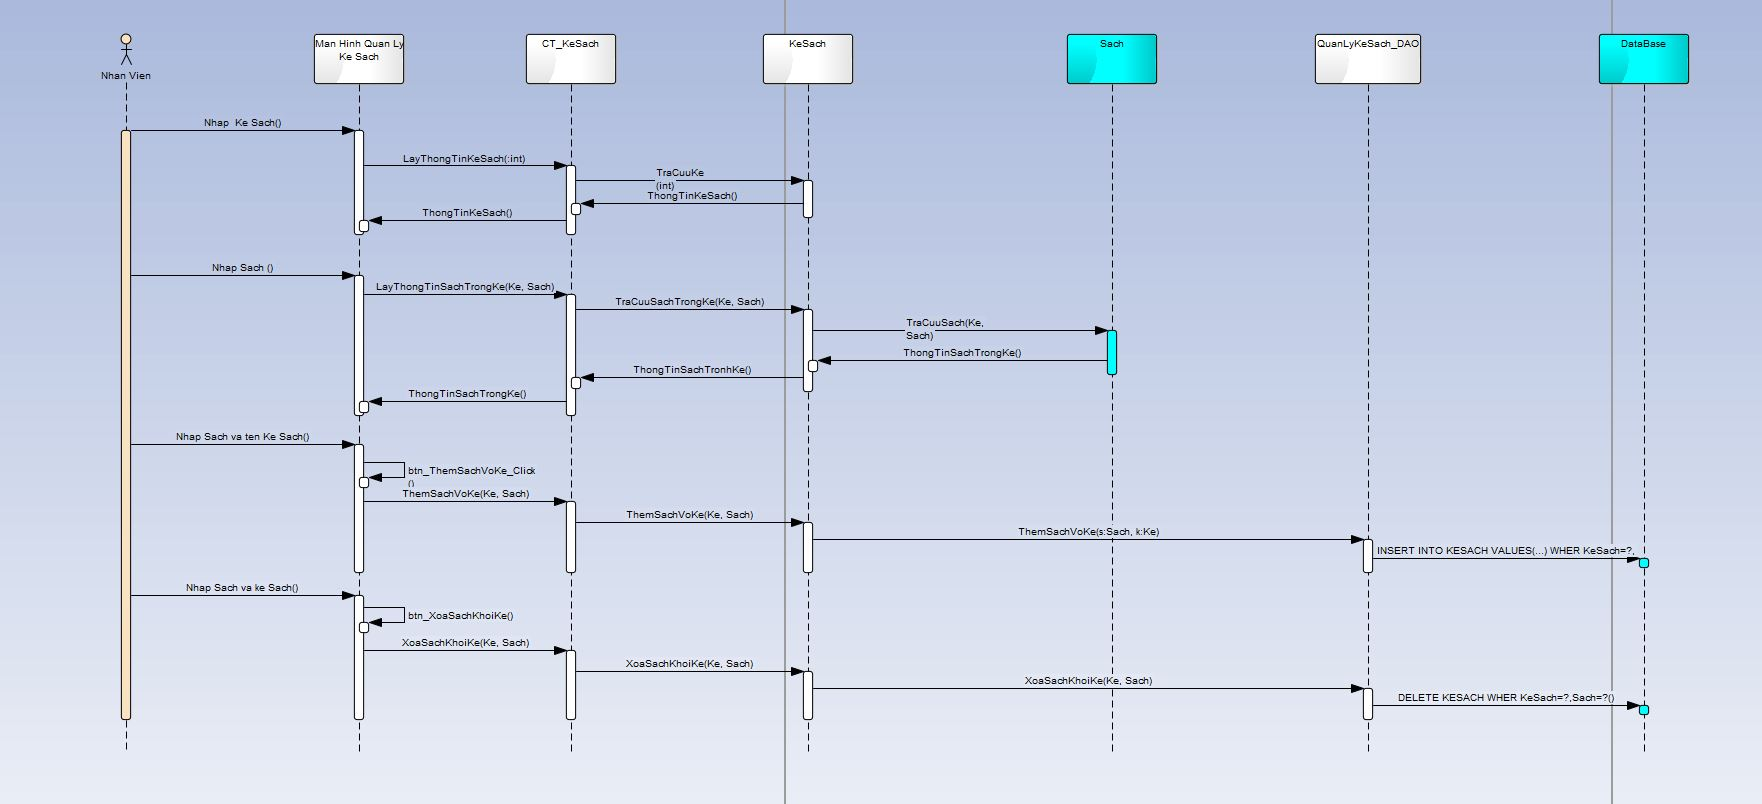 Nhan Vien
Man Hinh Quan Ly
Ke Sach
CT_KeSach
KeSach
Sach
QuanLyKeSach_DAO
DataBase
Nhap  Ke Sach()
LayThongTinKeSach(:int)
TraCuuKe
(int)
ThongTinKeSach()
ThongTinKeSach()
Nhap Sach ()
LayThongTinSachTrongKe(Ke, Sach)
TraCuuSachTrongKe(Ke, Sach)
TraCuuSach(Ke,
Sach)
ThongTinSachTrongKe()
ThongTinSachTronhKe()
ThongTinSachTrongKe()
Nhap Sach va ten Ke Sach()
btn_ThemSachVoKe_Click
()
ThemSachVoKe(Ke, Sach)
ThemSachVoKe(Ke, Sach)
ThemSachVoKe(s:Sach, k:Ke)
INSERT INTO KESACH VALUES(...) WHER KeSach=?,
Nhap Sach va ke Sach()
btn_XoaSachKhoiKe()
XoaSachKhoiKe(Ke, Sach)
XoaSachKhoiKe(Ke, Sach)
XoaSachKhoiKe(Ke, Sach)
DELETE KESACH WHER KeSach=?,Sach=?()